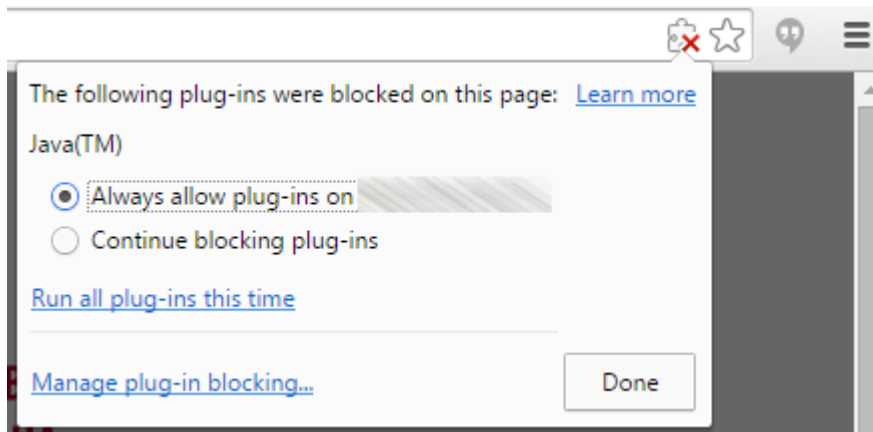 The following plug-ins were blocked on this page: Learn more
Java(TM)
Always allow plug-ins on
Continue blocking plug-ins
Run all plug-ins this time
Manage plug-in blocking... Done